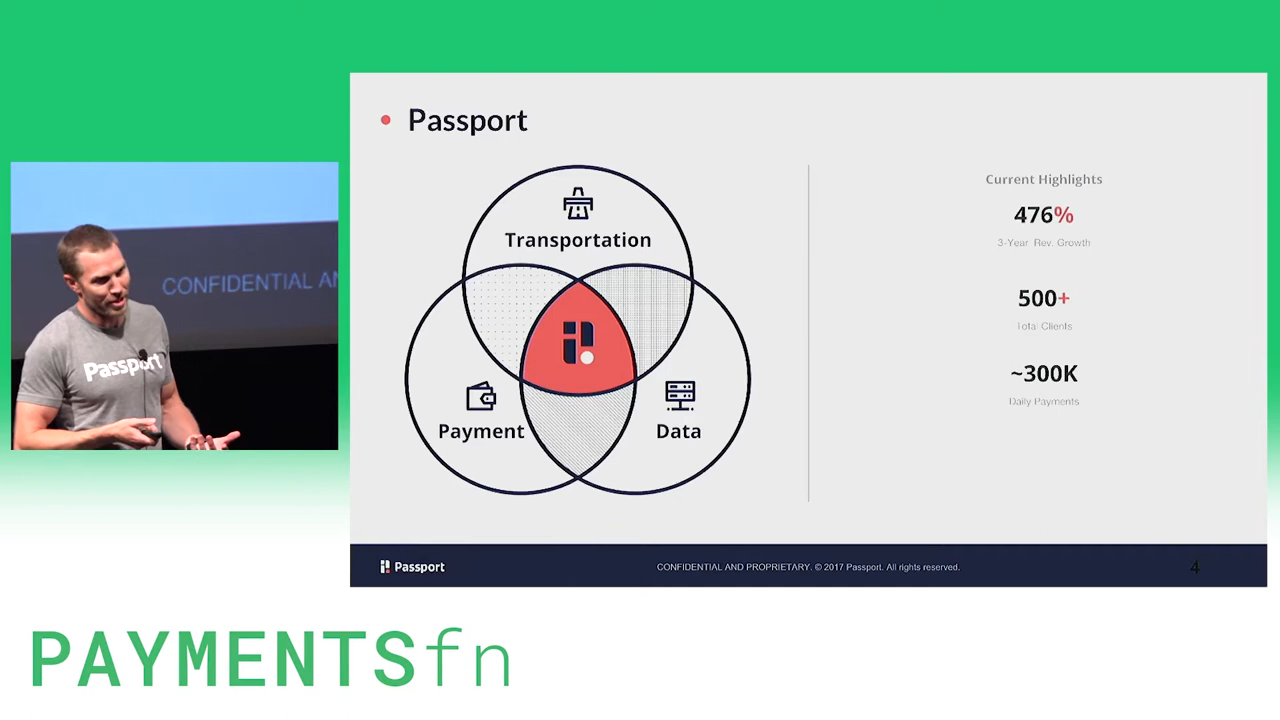 Passport
Transportation
Payment
Data
Current Highlights
476%
3-Year Rev. Growth
500+
Total Clients
~300K
Daily Payments
Passport
CONFIDENTIAL AND PROPRIETARY. © 2017 Passport. All rights reserved.
4
CONFIDENTIAL AN
Passport
PAYMENTSfn